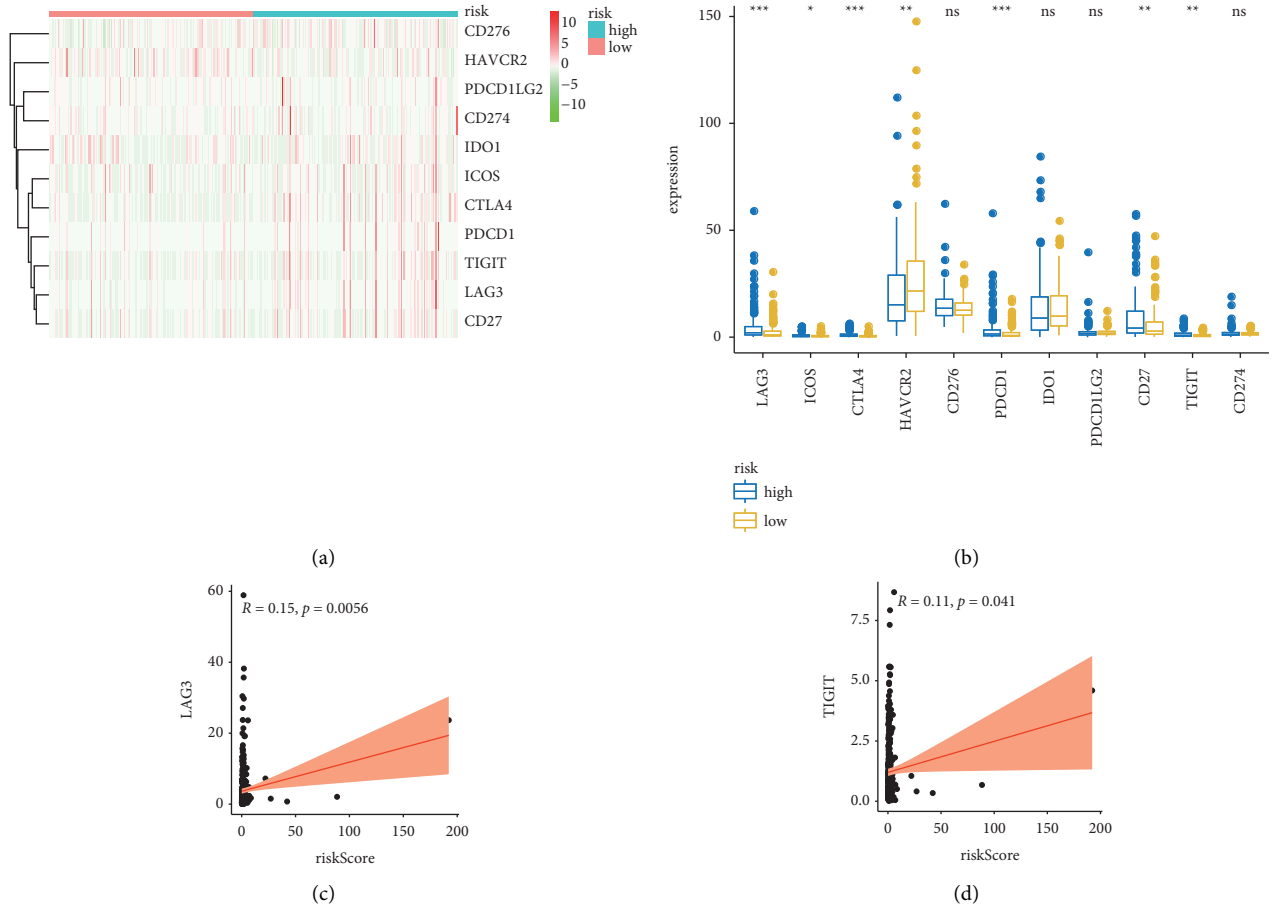 risk
CD276
HAVCR2
PDCD1LG2
CD274
IDO1
ICOS
CTLA4
PDCD1
TIGIT
LAG3
CD27
10
5
0
−5
−10
risk
high
low
(a)
*** * *** ** ns *** ns ns ** ** ns
150
100
50
0
expression
LAG3
ICOS
CTLA4
HAVCR2
CD276
PDCD1
IDO1
PDCD1LG2
CD27
TIGIT
CD274
risk
high
low
(b)
R = 0.15, p = 0.0056
60
40
20
0
LAG3
0 50 100 150 200
riskScore
(c)
R = 0.11, p = 0.041
7.5
5.0
2.5
0.0
TIGIT
0 50 100 150 200
riskScore
(d)